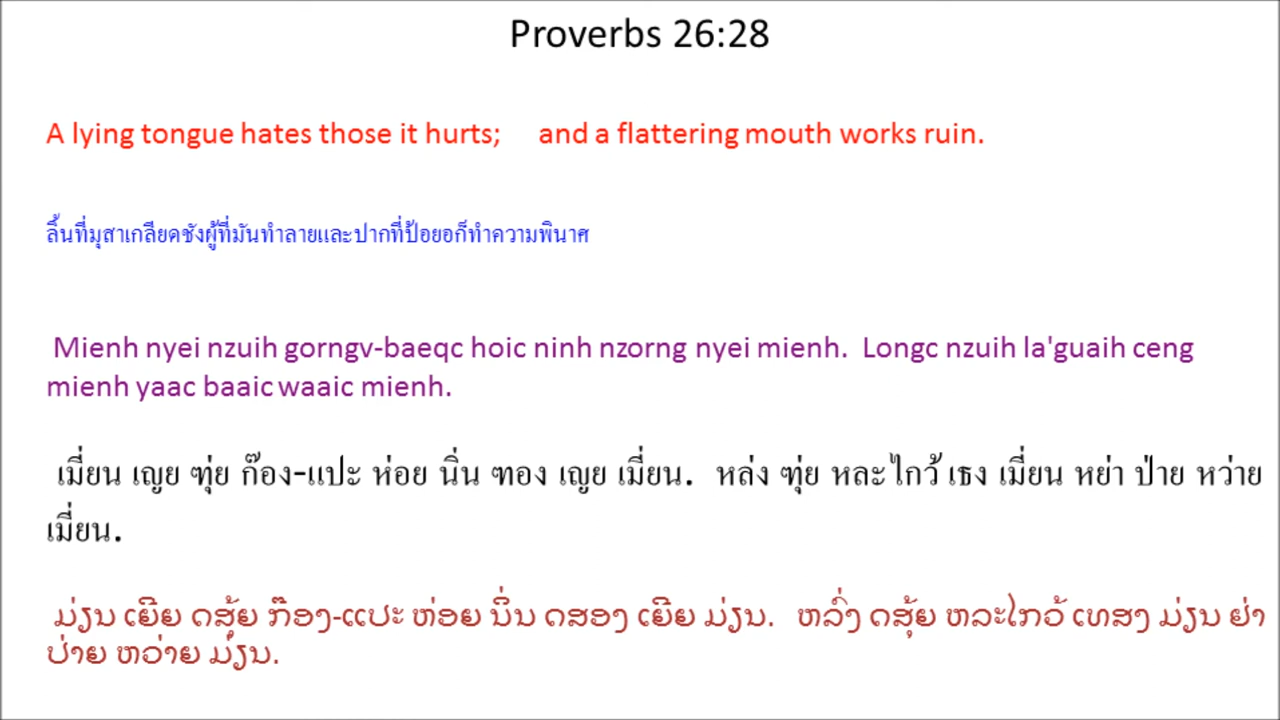 Proverbs 26:28
A lying tongue hates those it hurts; and a flattering mouth works ruin.
ลิ้นที่มุสาเกลียดชังผู้ที่มันทำลายและปากที่ป้อยอก็ทำความพินาศ
Mienh nyei nzuih gorngv-baeqc hoic ninh nzorng nyei mienh. Longc nzuih la'guaih ceng
mienh yaac baaic waaic mienh.
เมี่ยน เญย ฑุ่ย ก๊อง-แปะ ห่อย นิ่น ฑอง เญย เมี่ยน. หล่ง ฑุ่ย หละไกว้ เธง เมี่ยน หย่า ป่าย หว่าย
เมี่ยน.
ມ່ຽນ ເຍີຍ ດສຸ້ຍ ກ໊ອງ-ແປະ ຫ່ອຍ ນິ່ນ ດສອງ ເຍີຍ ມ່ຽນ. ຫລົ່ງ ດສຸ້ຍ ຫລະໄກວ້ ເທສງ ມ່ຽນ ຢ່າ
ປ່າຍ ຫວ່າຍ ມ່ຽນ.